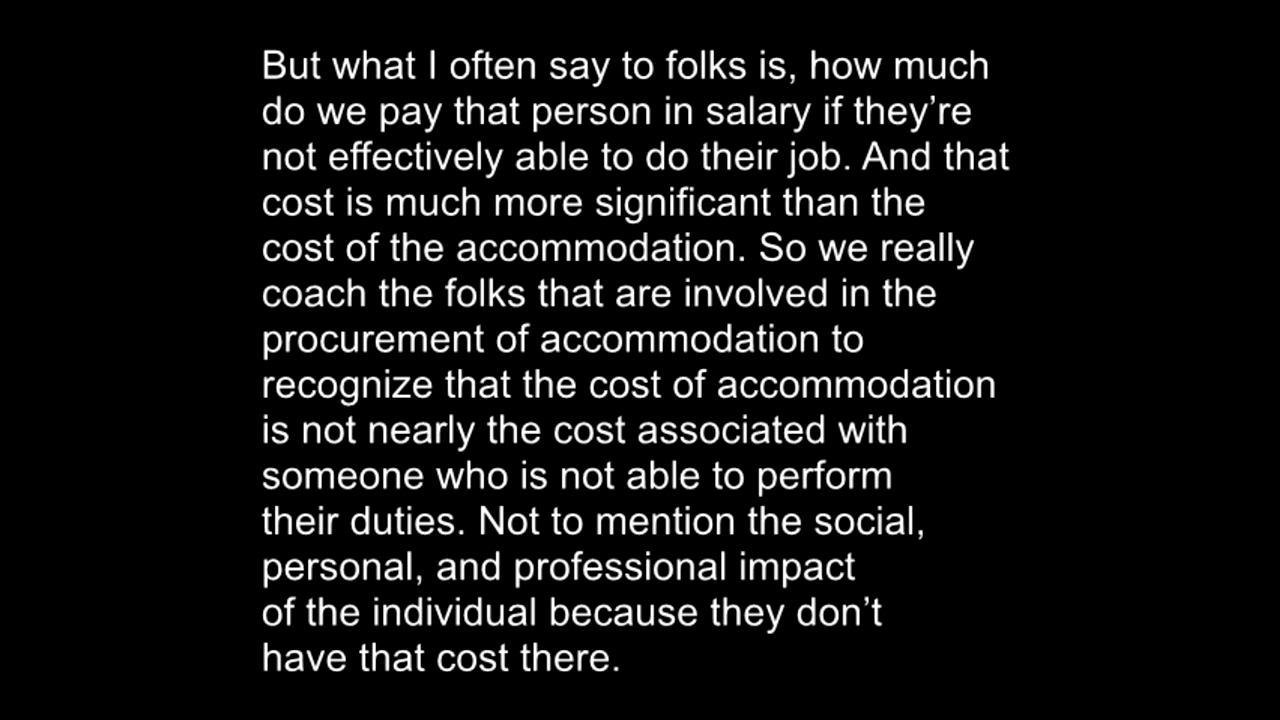 But what I often say to folks is, how much
do we pay that person in salary if they’re
not effectively able to do their job. And that
cost is much more significant than the
cost of the accommodation. So we really
coach the folks that are involved in the
procurement of accommodation to
recognize that the cost of accommodation
is not nearly the cost associated with
someone who is not able to perform
their duties. Not to mention the social,
personal, and professional impact
of the individual because they don’t
have that cost there.